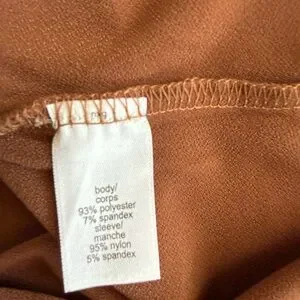 body/
corps
93% polyester
7% spandex
sleeve/
manche
95% nylon
5% spandex